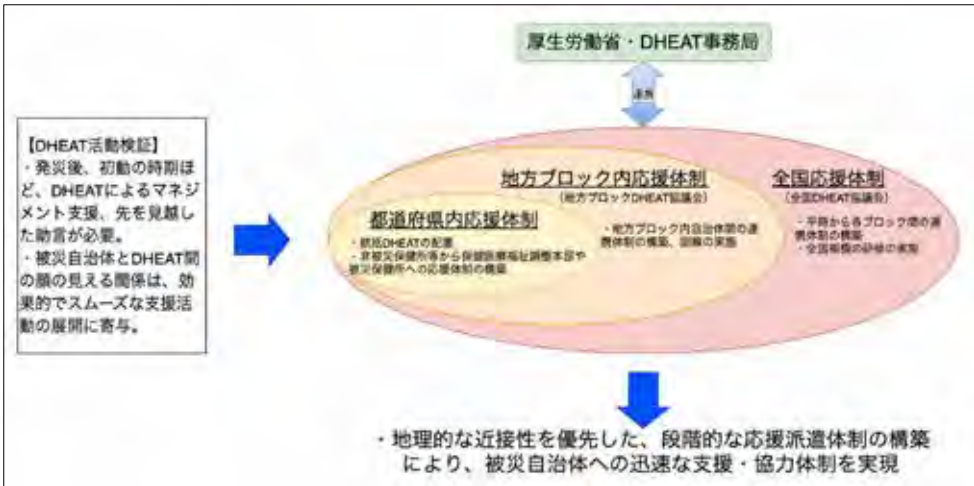 厚生労働省・DHEAT事務局
連携
【DHEAT活動検証】
・発災後、初動の時期ほ
ど、DHEATによるマネジ
メント支援、先を見越し
た助言が必要。
・被災自治体とDHEAT間
の顔の見える関係は、効
果的でスムーズな支援活
動の展開に寄与。
都道府県内応援体制
・統括DHEATの配置
・非被災保健所等から保健医療福祉調整本部や
被災保健所への応援体制の構築
地方ブロック内応援体制
(地方ブロックDHEAT協議会)
・地方ブロック内自治体間の連
携体制の構築、訓練の実施
全国応援体制
(全国DHEAT協議会)
・平時から各ブロック間の連
携体制の構築
・全国規模の研修の実施
・地理的な近接性を優先した、段階的な応援派遣体制の構築
により、被災自治体への迅速な支援・協力体制を実現